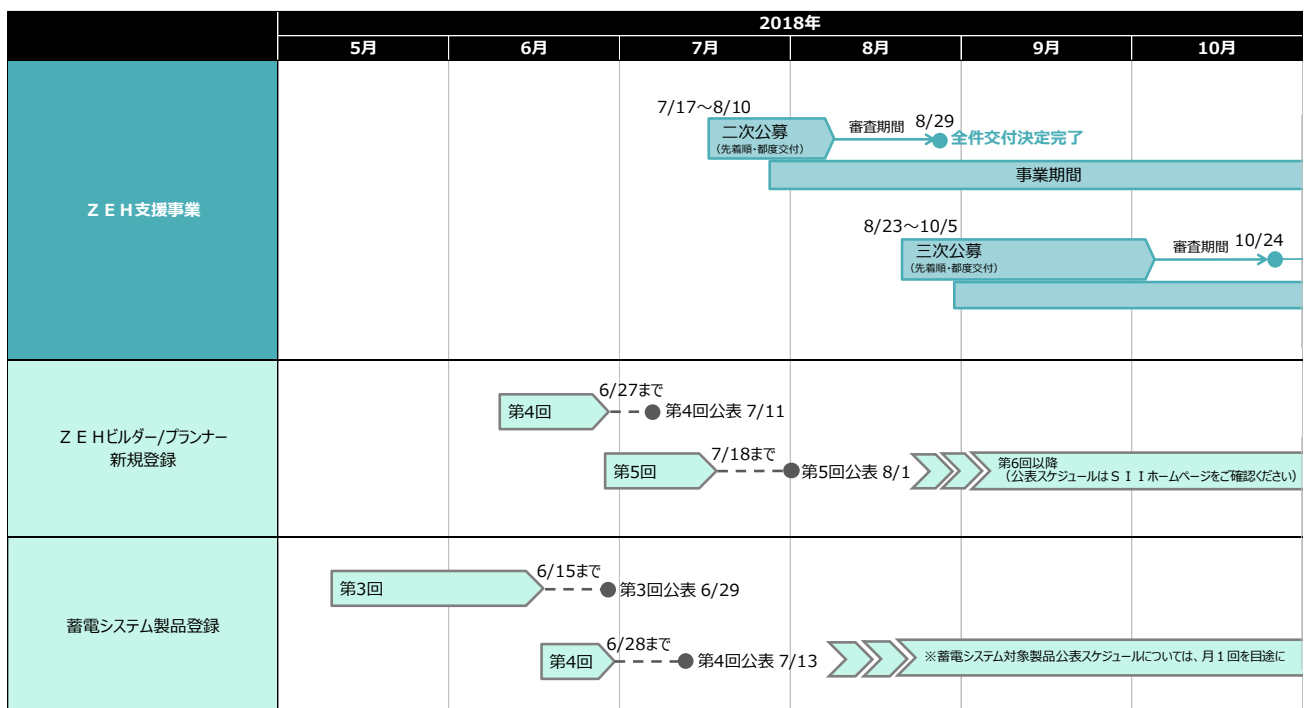 2018年
5月 6月 7月 8月 9月 10月
ＺＥＨ支援事業
7/17～8/10
二次公募
(先着順・都度交付)
審査期間
8/29
全件交付決定完了
事業期間
8/23～10/5
三次公募
(先着順・都度交付)
審査期間
10/24
ＺＥＨビルダー/プランナー
新規登録
第4回
6/27まで
第4回公表 7/11
第5回
7/18まで
第5回公表 8/1
第6回以降
（公表スケジュールはＳＩＩホームページをご確認ください）
蓄電システム製品登録
第3回
6/15まで
第3回公表 6/29
第4回
6/28まで
第4回公表 7/13
※蓄電システム対象製品公表スケジュールについては、月１回を目途に